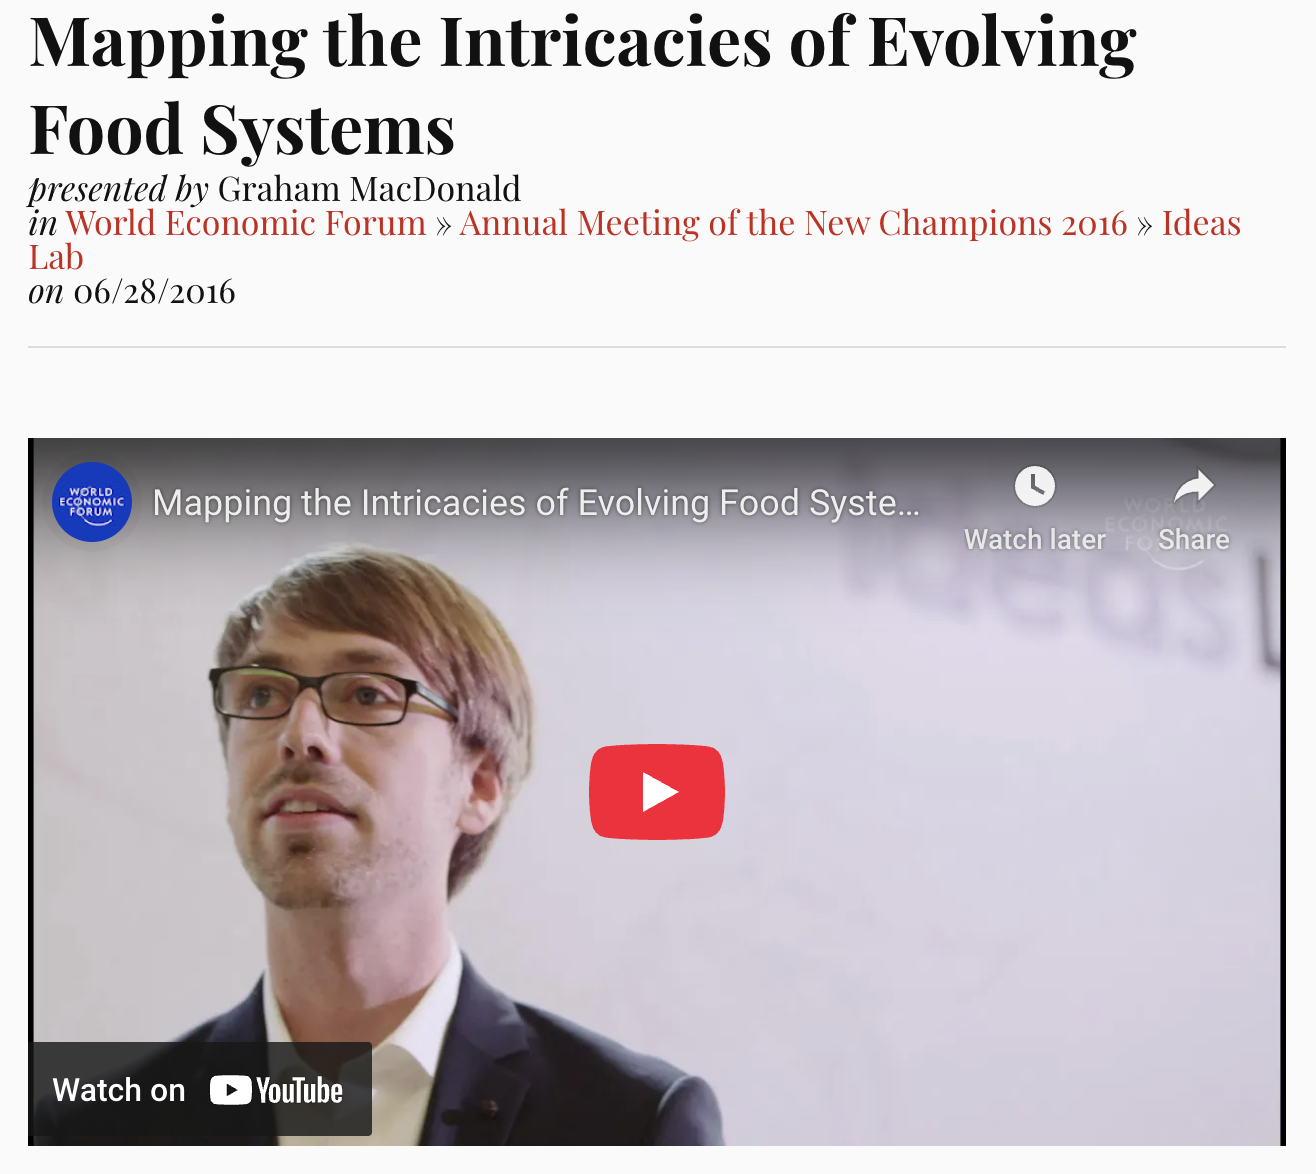 Mapping the Intricacies of Evolving
Food Systems
presented by Graham MacDonald
in World Economic Forum » Annual Meeting of the New Champions 2016 » Ideas
Lab
on 06/28/2016
WORLD
ECONOMIC
FORUM
Mapping the Intricacies of Evolving Food Syste...
Watch later
Share
WORLD
ECONOMIC
FORUM
Ideas L
Watch on YouTube